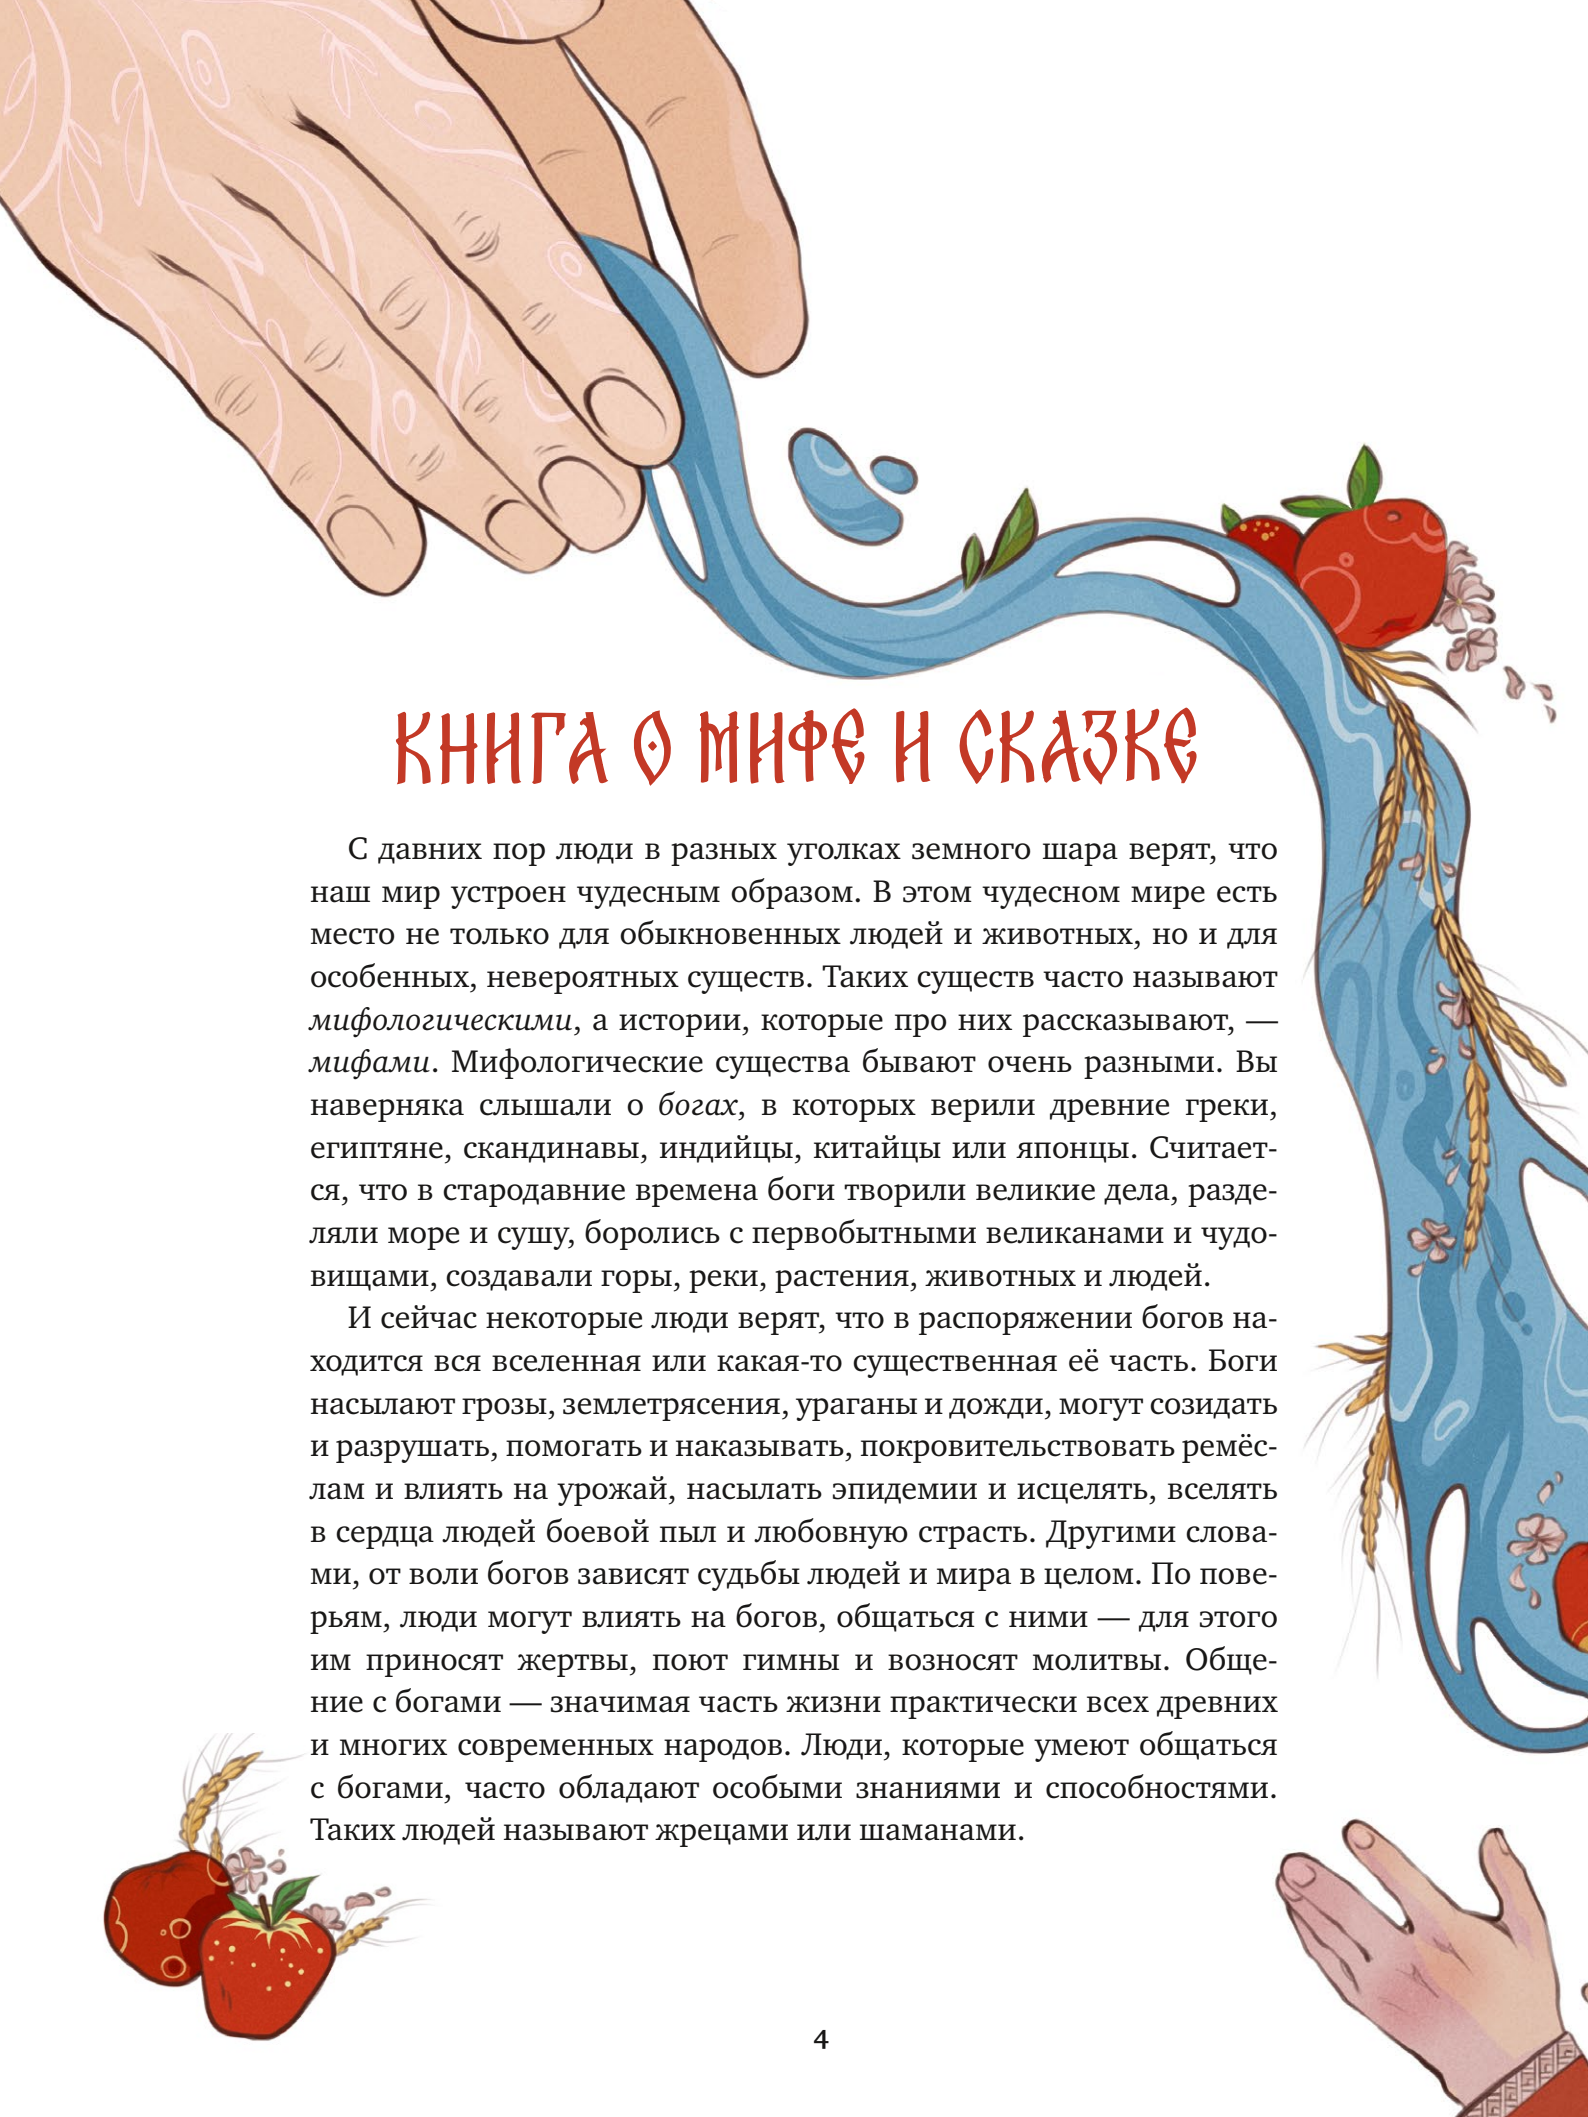 КНИГА О МИФЕ И СКАЗКЕ
С давних пор люди в разных уголках земного шара верят, что
наш мир устроен чудесным образом. В этом чудесном мире есть
место не только для обыкновенных людей и животных, но и для
особенных, невероятных существ. Таких существ часто называют
мифологическими, а истории, которые про них рассказывают, —
мифами. Мифологические существа бывают очень разными. Вы
наверняка слышали о богах, в которых верили древние греки,
египтяне, скандинавы, индийцы, китайцы или японцы. Считает-
ся, что в стародавние времена боги творили великие дела, разде-
ляли море и сушу, боролись с первобытными великанами и чудо-
вищами, создавали горы, реки, растения, животных и людей.
И сейчас некоторые люди верят, что в распоряжении богов на-
ходится вся вселенная или какая-то существенная её часть. Боги
насылают грозы, землетрясения, ураганы и дожди, могут созидать
и разрушать, помогать и наказывать, покровительствовать ремёс-
лам и влиять на урожай, насылать эпидемии и исцелять, вселять
в сердца людей боевой пыл и любовную страсть. Другими слова-
ми, от воли богов зависят судьбы людей и мира в целом. По пове-
рьям, люди могут влиять на богов, общаться с ними — для этого
им приносят жертвы, поют гимны и возносят молитвы. Обще-
ние с богами — значимая часть жизни практически всех древних
и многих современных народов. Люди, которые умеют общаться
с богами, часто обладают особыми знаниями и способностями.
Таких людей называют жрецами или шаманами.
4